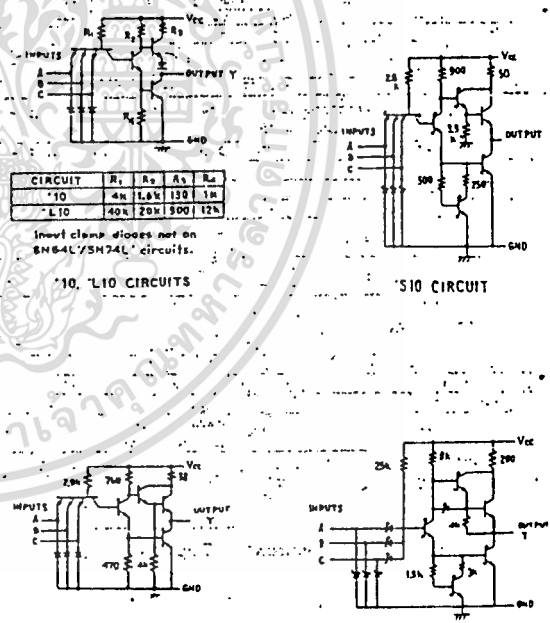 Vcc
R₁ R₂ R₃
INPUTS
A
B
C
OUTPUT Y
R₄
GND
CIRCUIT R₁ R₂ R₃ R₄
'10 4k 1.6k 130 1k
'L10 40k 20k 500 12k
Input clamp diodes not on
SN54L'/SN74L' circuits.
'10, 'L10 CIRCUITS
Vcc
2.8
k
900
50
INPUTS
A
B
C
3.5
k
OUTPUT
500
250
GND
'S10 CIRCUIT
Vcc
2.8k
760
58
INPUTS
A
B
C
OUTPUT
Y
470
4k
GND
Vcc
25k
8k
200
INPUTS
A
B
C
4k
OUTPUT
Y
1.5k
3k
GND